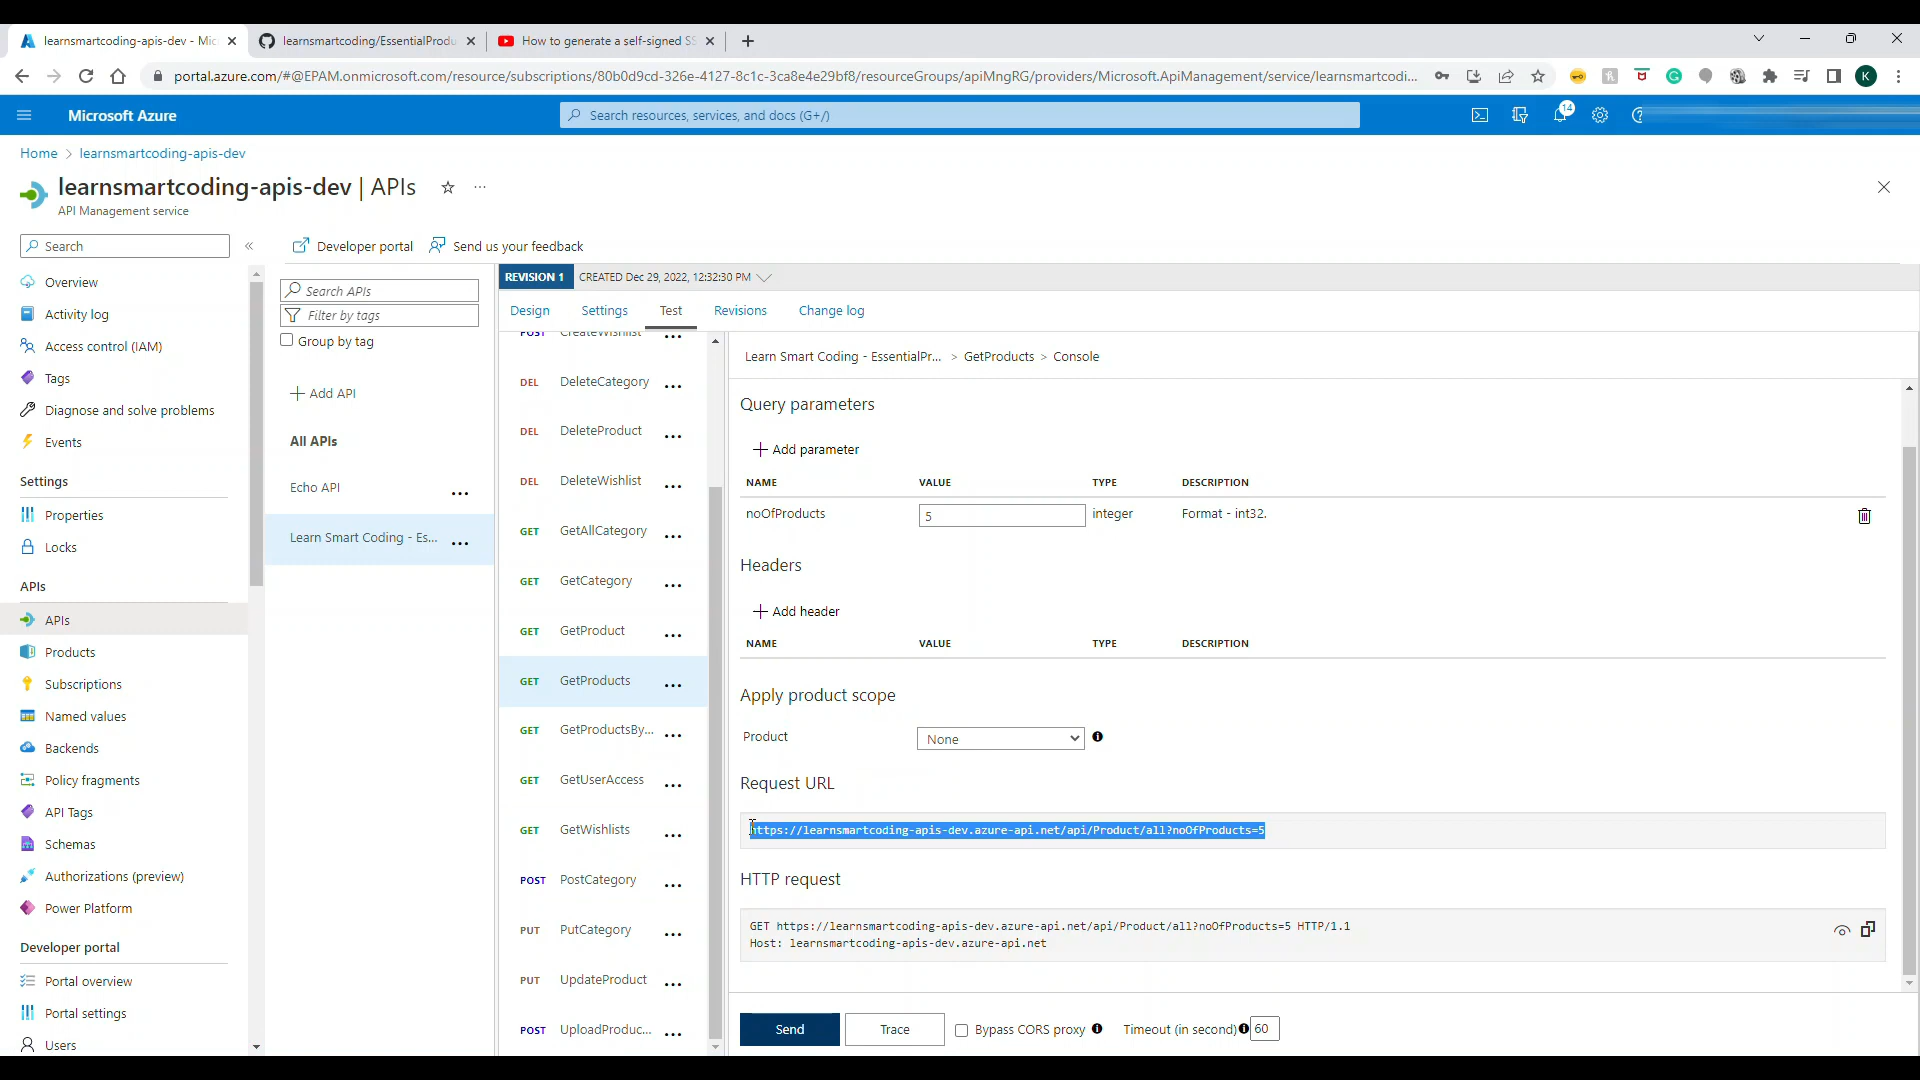 learnsmartcoding-apis-dev - Mic
learnsmartcoding/EssentialProdu
How to generate a self-signed SS
portal.azure.com/#@EPAM.onmicrosoft.com/resource/subscriptions/80b0d9cd-326e-4127-8c1c-3ca8e4e29bf8/resourceGroups/apiMngRG/providers/Microsoft.ApiManagement/service/learnsmartcodi...
K
Microsoft Azure
Search resources, services, and docs (G+/)
14
Home > learnsmartcoding-apis-dev
learnsmartcoding-apis-dev | APIs
API Management service
Search
Developer portal
Send us your feedback
Overview
Activity log
Access control (IAM)
Tags
Diagnose and solve problems
Events
Settings
Properties
Locks
APIs
APIs
Products
Subscriptions
Named values
Backends
Policy fragments
API Tags
Schemas
Authorizations (preview)
Power Platform
Developer portal
Portal overview
Portal settings
Users
Search APIs
Filter by tags
Group by tag
Add API
All APIs
Echo API
Learn Smart Coding - Es...
REVISION 1 CREATED Dec 29, 2022, 12:32:30 PM
Design Settings Test Revisions Change log
POST CreateWishlist
DEL DeleteCategory
DEL DeleteProduct
DEL DeleteWishlist
GET GetAllCategory
GET GetCategory
GET GetProduct
GET GetProducts
GET GetProductsBy...
GET GetUserAccess
GET GetWishlists
POST PostCategory
PUT PutCategory
PUT UpdateProduct
POST UploadProduc...
Learn Smart Coding - EssentialPr... > GetProducts > Console
Query parameters
Add parameter
NAME VALUE TYPE DESCRIPTION
noOfProducts 5 integer Format - int32.
Headers
Add header
NAME VALUE TYPE DESCRIPTION
Apply product scope
Product None
Request URL
https://learnsmartcoding-apis-dev.azure-api.net/api/Product/all?noOfProducts=5
HTTP request
GET https://learnsmartcoding-apis-dev.azure-api.net/api/Product/all?noOfProducts=5 HTTP/1.1
Host: learnsmartcoding-apis-dev.azure-api.net
Send Trace Bypass CORS proxy Timeout (in second) 60